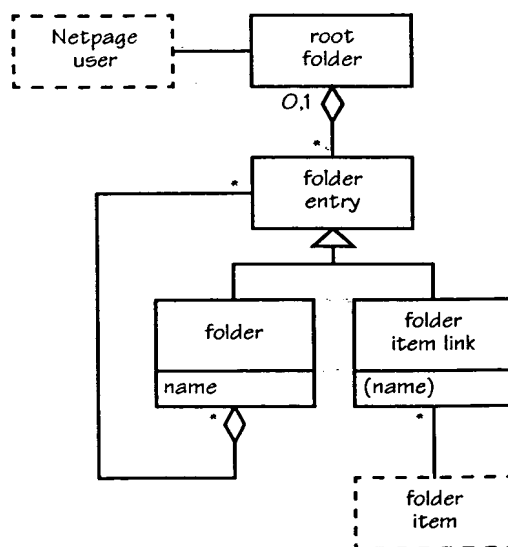 Netpage
user
root
folder
0,1
*
*
folder
entry
folder
name
folder
item link
(name)
*
*
folder
item